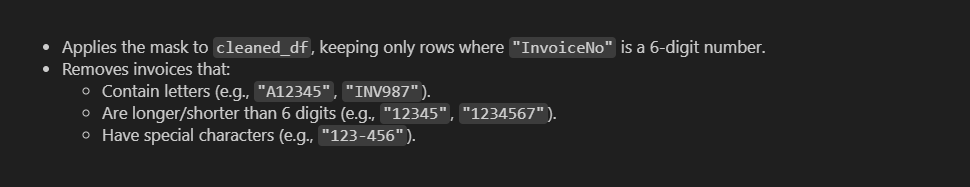 • Applies the mask to cleaned_df, keeping only rows where "InvoiceNo" is a 6-digit number.
• Removes invoices that:
○ Contain letters (e.g., "A12345", "INV987").
○ Are longer/shorter than 6 digits (e.g., "12345", "1234567").
○ Have special characters (e.g., "123-456").